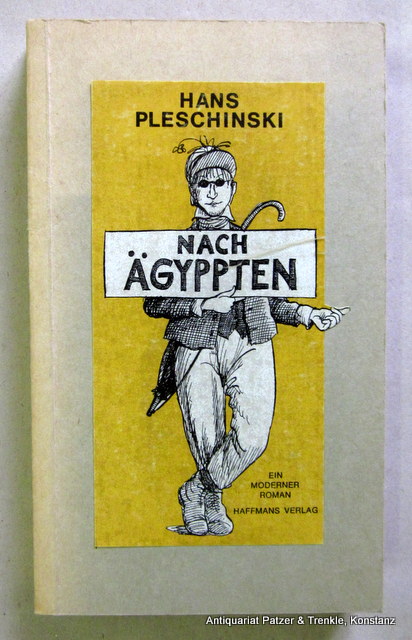 HANS
PLESCHINSKI
NACH
ÄGYPPTEN
EIN
MODERNER
ROMAN
HAFFMANS VERLAG
Antiquariat Patzer & Trenkle, Konstanz